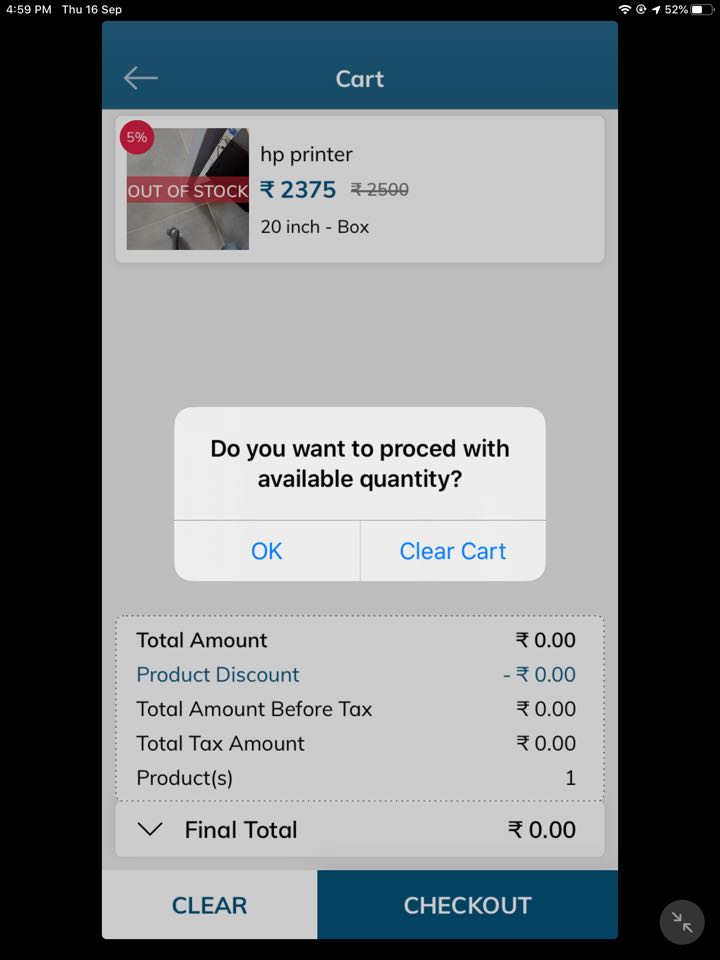 4:59 PM Thu 16 Sep 52%
Cart
5%
OUT OF STOCK
hp printer
₹ 2375 ₹ 2500
20 inch - Box
Do you want to proced with
available quantity?
OK Clear Cart
Total Amount ₹ 0.00
Product Discount - ₹ 0.00
Total Amount Before Tax ₹ 0.00
Total Tax Amount ₹ 0.00
Product(s) 1
Final Total ₹ 0.00
CLEAR CHECKOUT